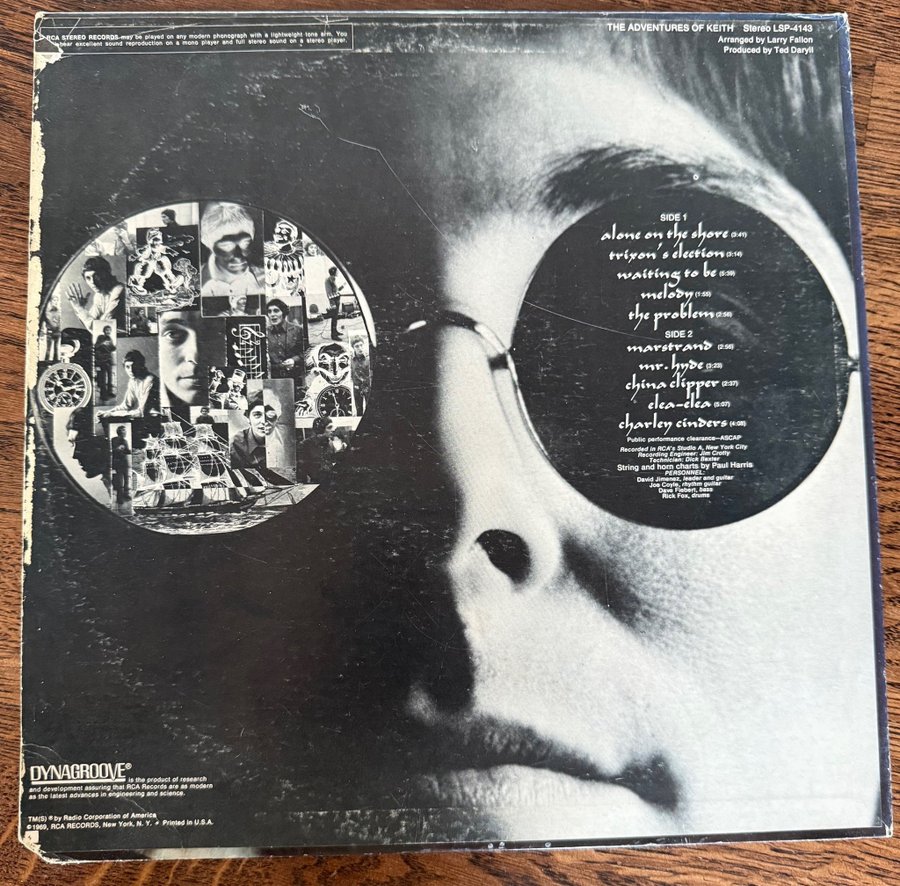 RCA STEREO RECORDS may be played on any modern phonograph with a lightweight tone arm. You
hear excellent sound reproduction on a mono player and full stereo sound on a stereo player.
THE ADVENTURES OF KEITH Stereo LSP-4143
Arranged by Larry Fallon
Produced by Ted Daryll
SIDE 1
alone on the shore (3:41)
trixon's election (3:14)
waiting to be (5:39)
melody (1:55)
the problem (2:56)
SIDE 2
marstrand (2:56)
mr. hyde (3:23)
china clipper (2:37)
elea-elea (5:07)
charley cinders (4:08)
Public performance clearance—ASCAP
Recorded in RCA's Studio A, New York City
Recording Engineer: Jim Crotty
Technician: Dick Baxter
String and horn charts by Paul Harris
PERSONNEL:
David Jimenez, leader and guitar
Joe Coyle, rhythm guitar
Dave Fiebert, bass
Rick Fox, drums
DYNAGROOVE® is the product of research
and development assuring that RCA Records are as modern
as the latest advances in engineering and science.
TM(S) ® by Radio Corporation of America
©1969, RCA RECORDS, New York, N. Y. • Printed in U.S.A.